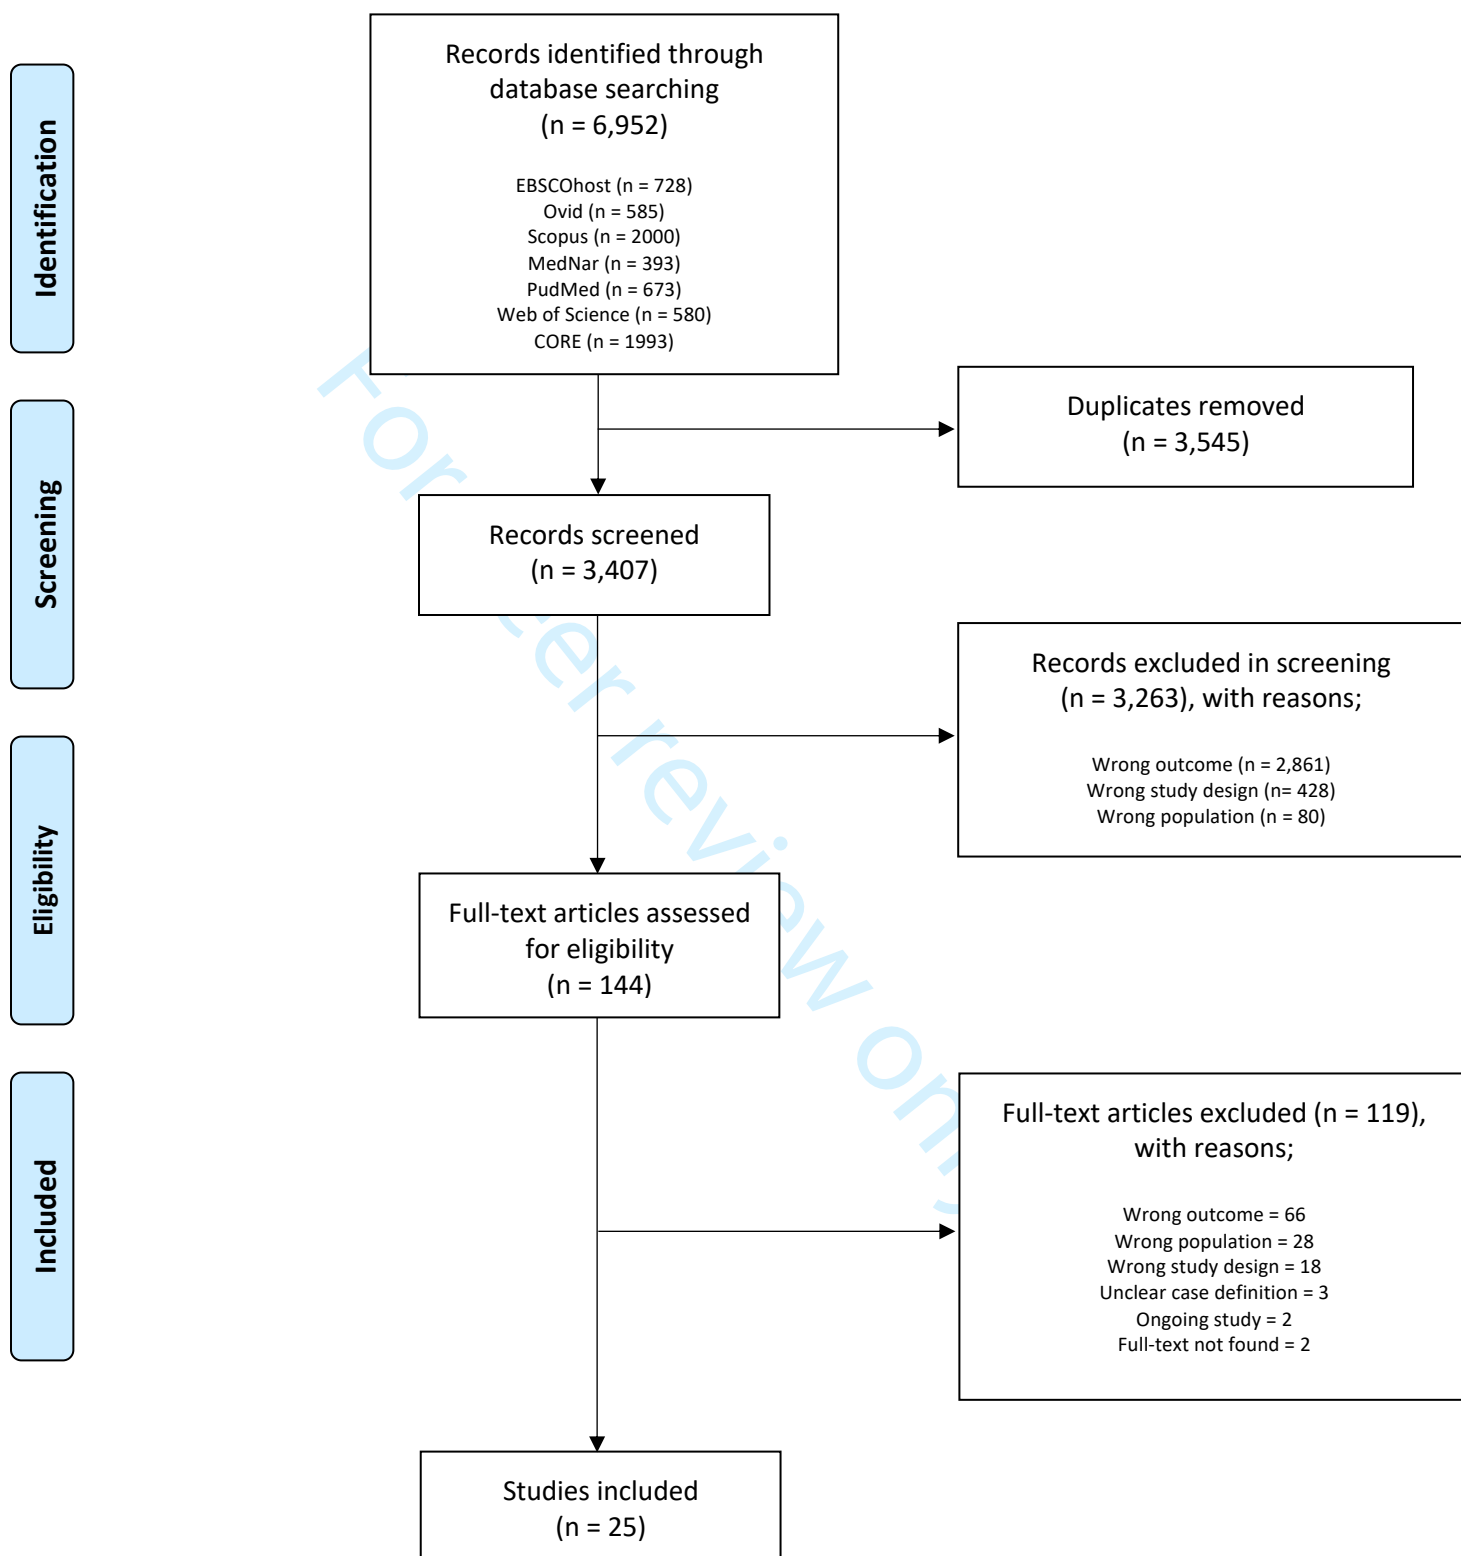 Identification
Screening
Eligibility
Included
Records identified through
database searching
(n = 6,952)
EBSCOhost (n = 728)
Ovid (n = 585)
Scopus (n = 2000)
MedNar (n = 393)
PudMed (n = 673)
Web of Science (n = 580)
CORE (n = 1993)
Duplicates removed
(n = 3,545)
Records screened
(n = 3,407)
Records excluded in screening
(n = 3,263), with reasons;
Wrong outcome (n = 2,861)
Wrong study design (n= 428)
Wrong population (n = 80)
Full-text articles assessed
for eligibility
(n = 144)
Full-text articles excluded (n = 119),
with reasons;
Wrong outcome = 66
Wrong population = 28
Wrong study design = 18
Unclear case definition = 3
Ongoing study = 2
Full-text not found = 2
Studies included
(n = 25)
For peer review only